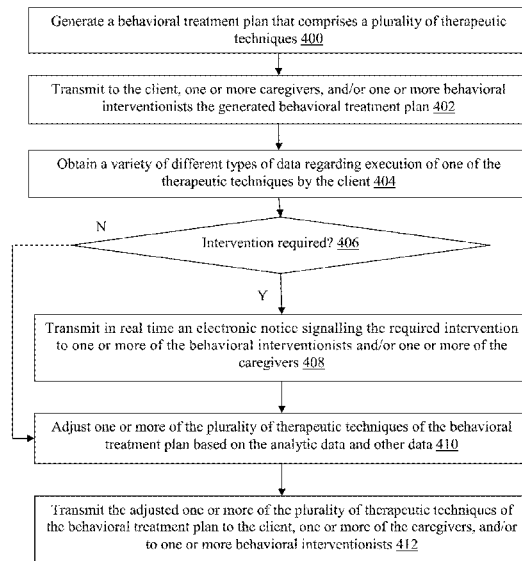 Generate a behavioral treatment plan that comprises a plurality of therapeutic
techniques 400
Transmit to the client, one or more caregivers, and/or one or more behavioral
interventionists the generated behavioral treatment plan 402
Obtain a variety of different types of data regarding execution of one of the
therapeutic techniques by the client 404
N
Intervention required? 406
Y
Transmit in real time an electronic notice signalling the required intervention
to one or more of the behavioral interventionists and/or one or more of the
caregivers 408
Adjust one or more of the plurality of therapeutic techniques of the behavioral
treatment plan based on the analytic data and other data 410
Transmit the adjusted one or more of the plurality of therapeutic techniques of
the behavioral treatment plan to the client, one or more of the caregivers, and/or
to one or more behavioral interventionists 412